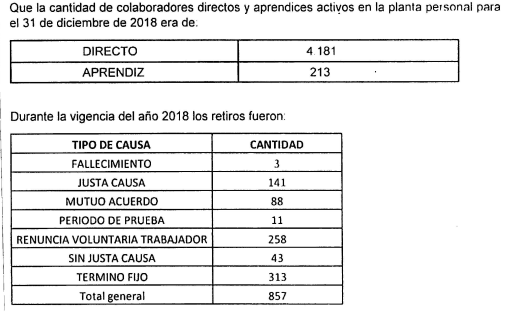 Que la cantidad de colaboradores directos y aprendices activos en la planta personal para
el 31 de diciembre de 2018 era de:
DIRECTO 4.181
APRENDIZ 213
Durante la vigencia del año 2018 los retiros fueron:
TIPO DE CAUSA CANTIDAD
FALLECIMIENTO 3
JUSTA CAUSA 141
MUTUO ACUERDO 88
PERIODO DE PRUEBA 11
RENUNCIA VOLUNTARIA TRABAJADOR 258
SIN JUSTA CAUSA 43
TERMINO FIJO 313
Total general 857